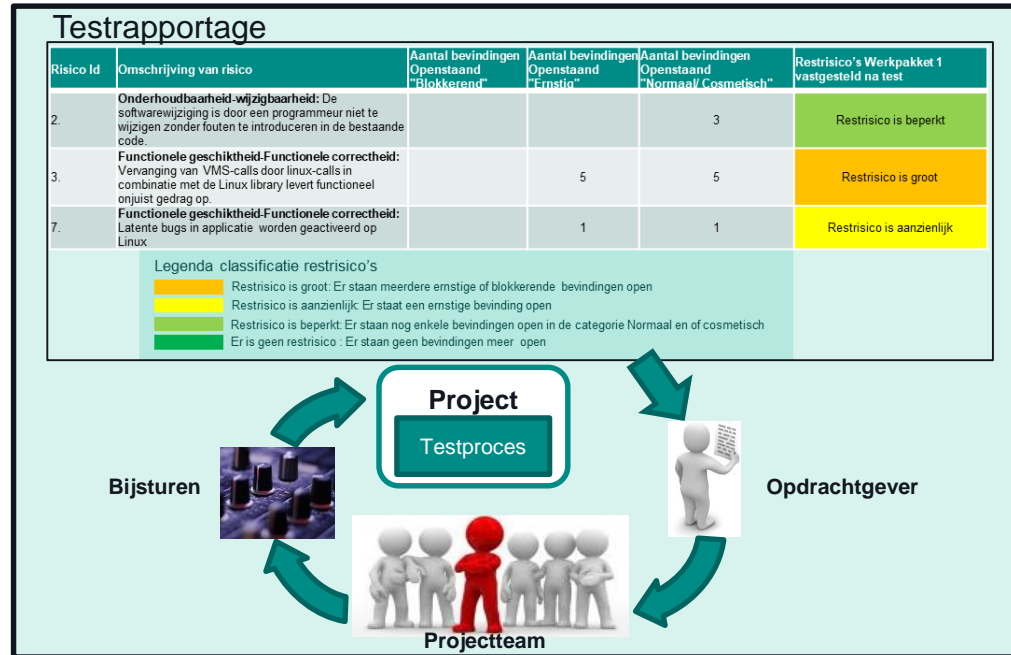 Testrapportage
Risico Id
Omschrijving van risico
Aantal bevindingen
Openstaand
"Blokkerend"
Aantal bevindingen
Openstaand
"Ernstig"
Aantal bevindingen
Openstaand
"Normaal/ Cosmetisch"
Restrisico's Werkpakket 1
vastgesteld na test
2.
Onderhoudbaarheid-wijzigbaarheid: De
softwarewijziging is door een programmeur niet te
wijzigen zonder fouten te introduceren in de bestaande
code.
3
Restrisico is beperkt
3.
Functionele geschiktheid-Functionele correctheid:
Vervanging van VMS-calls door linux-calls in
combinatie met de Linux library levert functioneel
onjuist gedrag op.
5
5
Restrisico is groot
7.
Functionele geschiktheid-Functionele correctheid:
Latente bugs in applicatie worden geactiveerd op
Linux
1
1
Restrisico is aanzienlijk
Legenda classificatie restrisico's
Restrisico is groot: Er staan meerdere ernstige of blokkerende bevindingen open
Restrisico is aanzienlijk: Er staat een ernstige bevinding open
Restrisico is beperkt: Er staan nog enkele bevindingen open in de categorie Normaal en of cosmetisch
Er is geen restrisico : Er staan geen bevindingen meer open
Project
Testproces
Bijsturen
Opdrachtgever
Projectteam